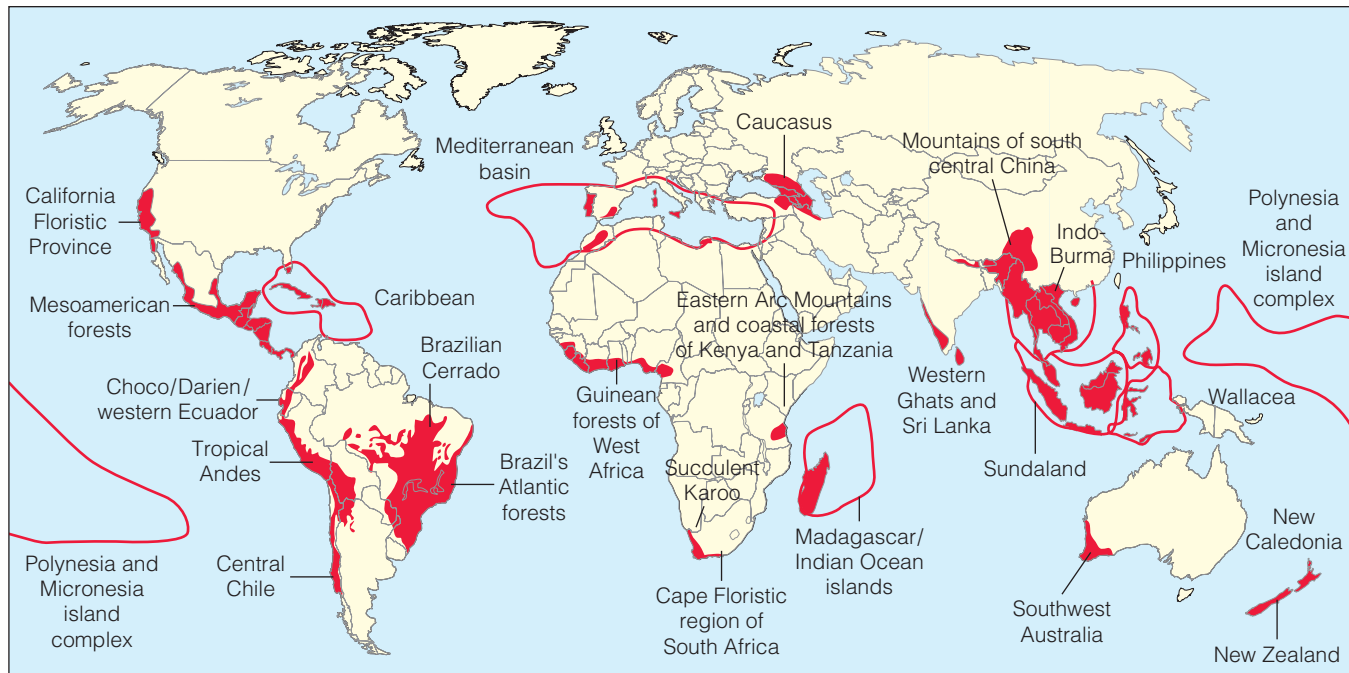 Caucasus
Mediterranean
basin
Mountains of south
central China
California
Floristic
Province
Polynesia
and
Micronesia
island
complex
Indo-
Burma
Philippines
Mesoamerican
forests
Caribbean
Eastern Arc Mountains
and coastal forests
of Kenya and Tanzania
Brazilian
Cerrado
Choco/Darien/
western Ecuador
Guinean
forests of
West
Africa
Western
Ghats and
Sri Lanka
Wallacea
Tropical
Andes
Brazil's
Atlantic
forests
Succulent
Karoo
Sundaland
Madagascar/
Indian Ocean
islands
New
Caledonia
Polynesia and
Micronesia
island
complex
Central
Chile
Cape Floristic
region of
South Africa
Southwest
Australia
New Zealand